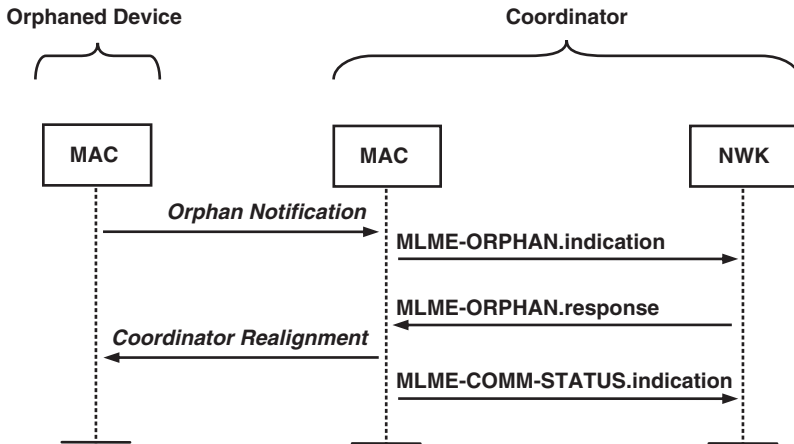 Orphaned Device
Coordinator
MAC
MAC
NWK
Orphan Notification
MLME-ORPHAN.indication
MLME-ORPHAN.response
Coordinator Realignment
MLME-COMM-STATUS.indication